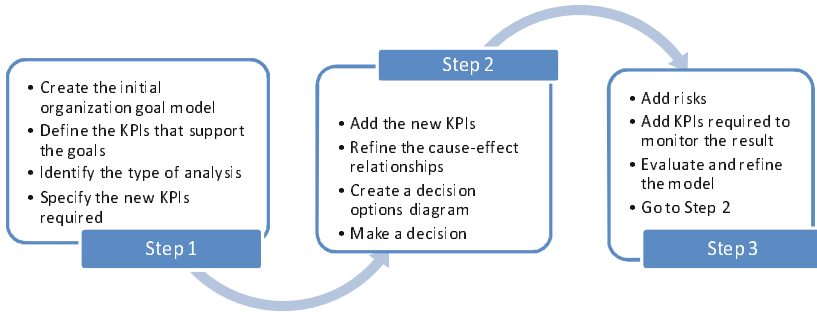 • Create the initial
organization goal model
• Define the KPIs that support
the goals
• Identify the type of analysis
• Specify the new KPIs
required
Step 1
Step 2
• Add the new KPIs
• Refine the cause-effect
relationships
• Create a decision
options diagram
• Make a decision
• Add risks
• Add KPIs required to
monitor the result
• Evaluate and refine
the model
• Go to Step 2
Step 3